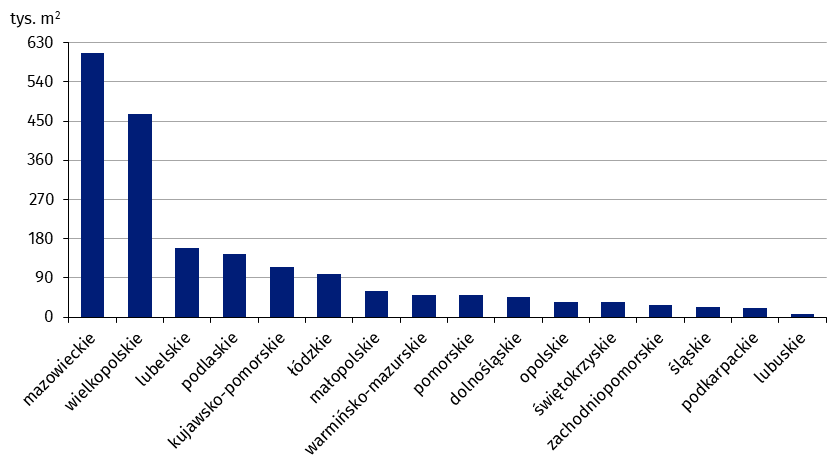 tys. m²
630
540
450
360
270
180
90
0
mazowieckie
wielkopolskie
lubelskie
podlaskie
kujawsko-pomorskie
łódzkie
małopolskie
warmińsko-mazurskie
pomorskie
dolnośląskie
opolskie
świętokrzyskie
zachodniopomorskie
śląskie
podkarpackie
lubuskie